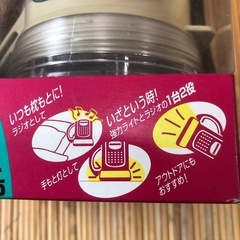 いつも枕もとに!
ラジオとして
手もと灯として
いざという時!
強力ライトとラジオの1台2役
アウトドアにも
おすすめ!